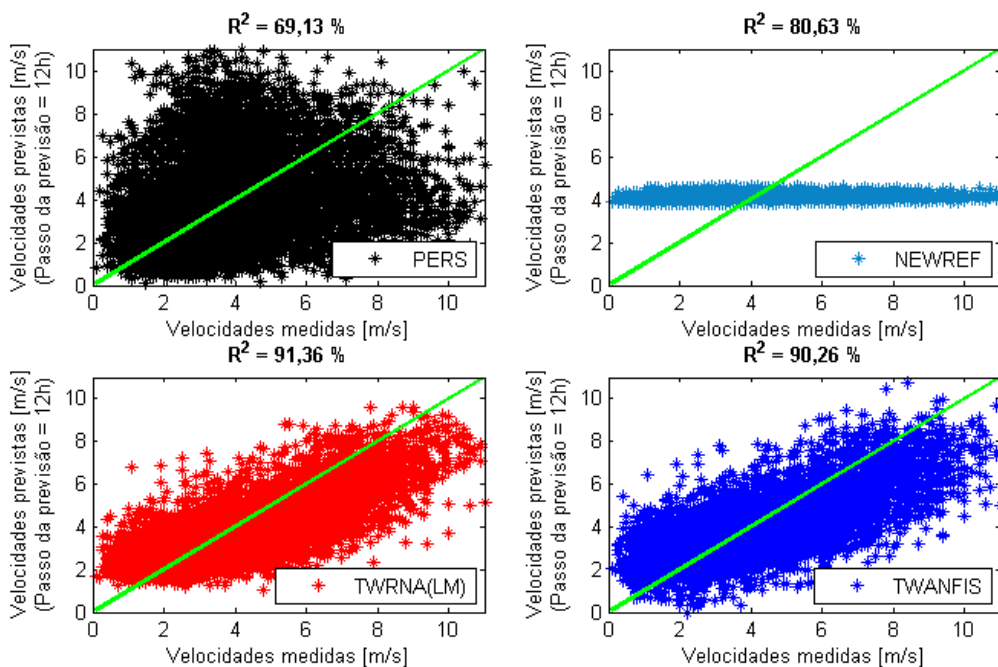 R² = 69,13 %
Velocidades previstas [m/s]
(Passo da previsão = 12h)
10
8
6
4
2
0
PERS
0 2 4 6 8 10
Velocidades medidas [m/s]
R² = 80,63 %
Velocidades previstas [m/s]
(Passo da previsão = 12h)
10
8
6
4
2
0
NEWREF
0 2 4 6 8 10
Velocidades medidas [m/s]
R² = 91,36 %
Velocidades previstas [m/s]
(Passo da previsão = 12h)
10
8
6
4
2
0
TWRNA(LM)
0 2 4 6 8 10
Velocidades medidas [m/s]
R² = 90,26 %
Velocidades previstas [m/s]
(Passo da previsão = 12h)
10
8
6
4
2
0
TWANFIS
0 2 4 6 8 10
Velocidades medidas [m/s]